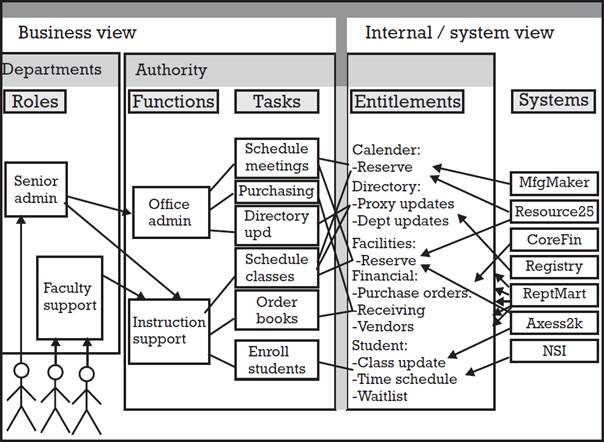 Business view
Internal / system view
Departments
Authority
Roles
Functions
Tasks
Entitlements
Systems
Senior
admin
Faculty
support
Office
admin
Instruction
support
Schedule
meetings
Purchasing
Directory
upd
Schedule
classes
Order
books
Enroll
students
Calender:
-Reserve
Directory:
-Proxy updates
-Dept updates
Facilities:
-Reserve
Financial:
-Purchase orders:
-Receiving
-Vendors
Student:
-Class update
-Time schedule
-Waitlist
MfgMaker
Resource25
CoreFin
Registry
ReptMart
Axess2k
NSI